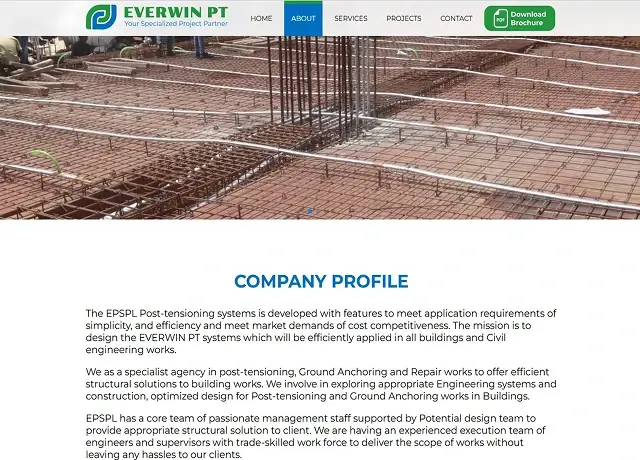 EVERWIN PT
Your Specialized Project Partner
HOME ABOUT SERVICES PROJECTS CONTACT
PDF
Download
Brochure
COMPANY PROFILE
The EPSPL Post-tensioning systems is developed with features to meet application requirements of
simplicity, and efficiency and meet market demands of cost competitiveness. The mission is to
design the EVERWIN PT systems which will be efficiently applied in all buildings and Civil
engineering works.
We as a specialist agency in post-tensioning, Ground Anchoring and Repair works to offer efficient
structural solutions to building works. We involve in exploring appropriate Engineering systems and
construction, optimized design for Post-tensioning and Ground Anchoring works in Buildings.
EPSPL has a core team of passionate management staff supported by Potential design team to
provide appropriate structural solution to client. We are having an experienced execution team of
engineers and supervisors with trade-skilled work force to deliver the scope of works without
leaving any hassles to our clients.